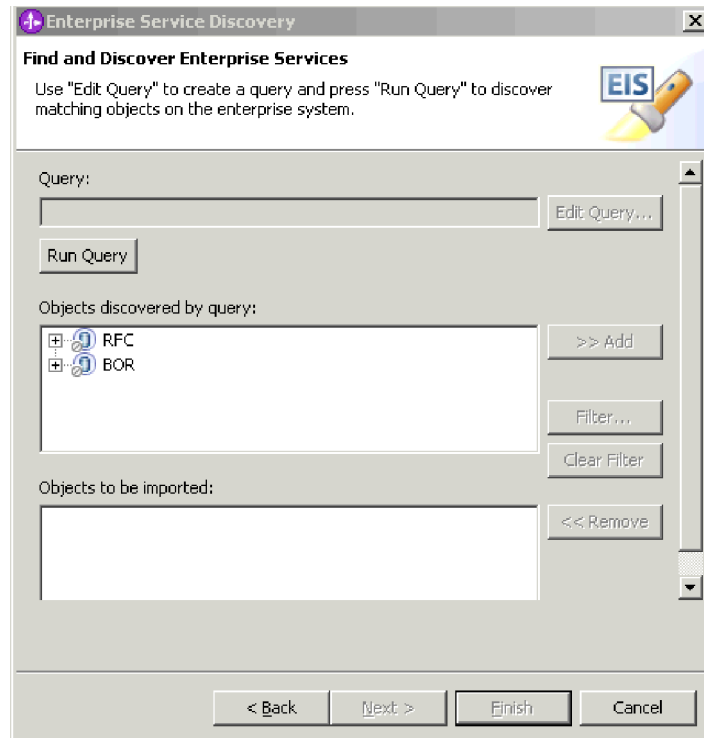 Enterprise Service Discovery
Find and Discover Enterprise Services
Use "Edit Query" to create a query and press "Run Query" to discover
matching objects on the enterprise system.
EIS
Query:
Edit Query...
Run Query
Objects discovered by query:
RFC
BOR
>> Add
Filter...
Clear Filter
Objects to be imported:
<< Remove
< Back
Next >
Finish
Cancel